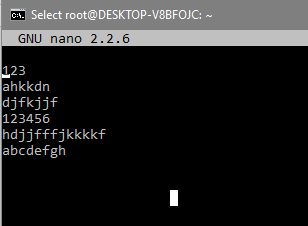 Select root@DESKTOP-V8BFOJC: ~
GNU nano 2.2.6
123
ahkkdn
djfkjjf
123456
hdjjfffjkkkkf
abcdefgh